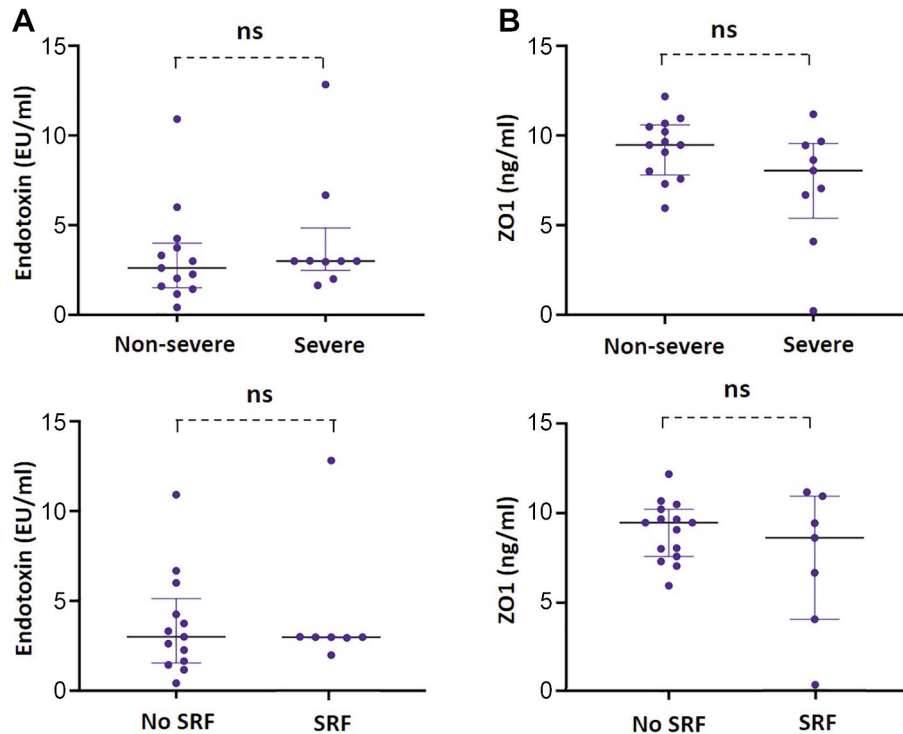 A
ns
15
10
5
0
Endotoxin (EU/ml)
Non-severe Severe
B
ns
15
10
5
0
ZO1 (ng/ml)
Non-severe Severe
ns
15
10
5
0
Endotoxin (EU/ml)
No SRF SRF
ns
15
10
5
0
ZO1 (ng/ml)
No SRF SRF